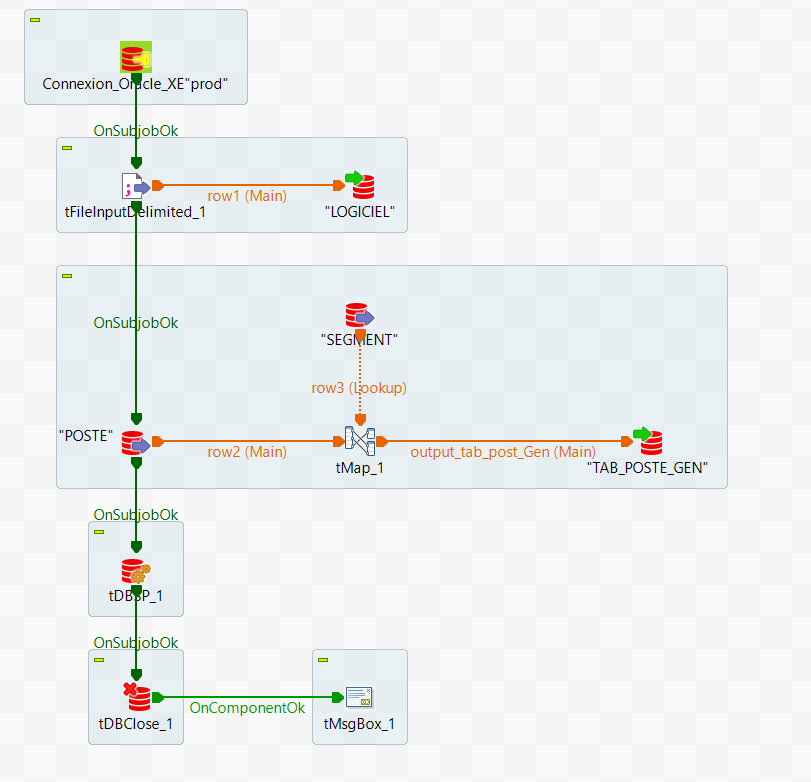 Connexion_Oracle_XE"prod"
OnSubjobOk
row1 (Main)
tFileInputDelimited_1
"LOGICIEL"
OnSubjobOk
"SEGMENT"
row3 (Lookup)
"POSTE"
row2 (Main)
output_tab_post_Gen (Main)
tMap_1
"TAB_POSTE_GEN"
OnSubjobOk
tDBSP_1
OnSubjobOk
OnComponentOk
tDBClose_1
tMsgBox_1